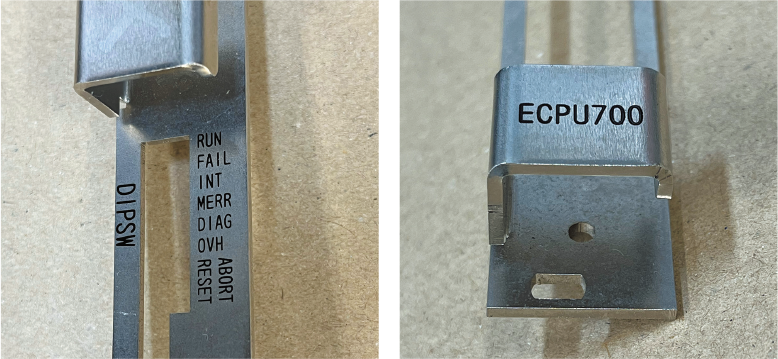 RUN
FAIL
INT
MERR
DIAG
OVH
RESET
ABORT
DIPSW
ECPU700